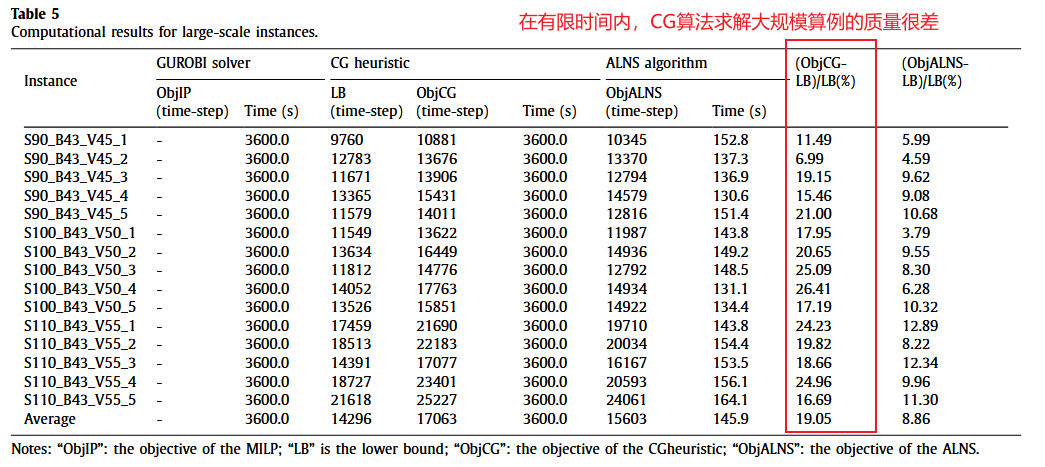 Table 5
在有限时间内，CG算法求解大规模算例的质量很差
Computational results for large-scale instances.
Instance GUROBI solver CG heuristic ALNS algorithm (ObjCG-LB)/LB(%) (ObjALNS-LB)/LB(%)
ObjIP (time-step) Time (s) LB (time-step) ObjCG (time-step) Time (s) ObjALNS (time-step) Time (s)
S90_B43_V45_1 - 3600.0 9760 10881 3600.0 10345 152.8 11.49 5.99
S90_B43_V45_2 - 3600.0 12783 13676 3600.0 13370 137.3 6.99 4.59
S90_B43_V45_3 - 3600.0 11671 13906 3600.0 12794 136.9 19.15 9.62
S90_B43_V45_4 - 3600.0 13365 15431 3600.0 14579 130.6 15.46 9.08
S90_B43_V45_5 - 3600.0 11579 14011 3600.0 12816 151.4 21.00 10.68
S100_B43_V50_1 - 3600.0 11549 13622 3600.0 11987 143.8 17.95 3.79
S100_B43_V50_2 - 3600.0 13634 16449 3600.0 14936 149.2 20.65 9.55
S100_B43_V50_3 - 3600.0 11812 14776 3600.0 12792 148.5 25.09 8.30
S100_B43_V50_4 - 3600.0 14052 17763 3600.0 14934 131.1 26.41 6.28
S100_B43_V50_5 - 3600.0 13526 15851 3600.0 14922 134.4 17.19 10.32
S110_B43_V55_1 - 3600.0 17459 21690 3600.0 19710 143.8 24.23 12.89
S110_B43_V55_2 - 3600.0 18513 22183 3600.0 20034 154.4 19.82 8.22
S110_B43_V55_3 - 3600.0 14391 17077 3600.0 16167 153.5 18.66 12.34
S110_B43_V55_4 - 3600.0 18727 23401 3600.0 20593 156.1 24.96 9.96
S110_B43_V55_5 - 3600.0 21618 25227 3600.0 24061 164.1 16.69 11.30
Average - 3600.0 14296 17063 3600.0 15603 145.9 19.05 8.86
Notes: “ObjIP”: the objective of the MILP; “LB” is the lower bound; “ObjCG”: the objective of the CGheuristic; “ObjALNS”: the objective of the ALNS.